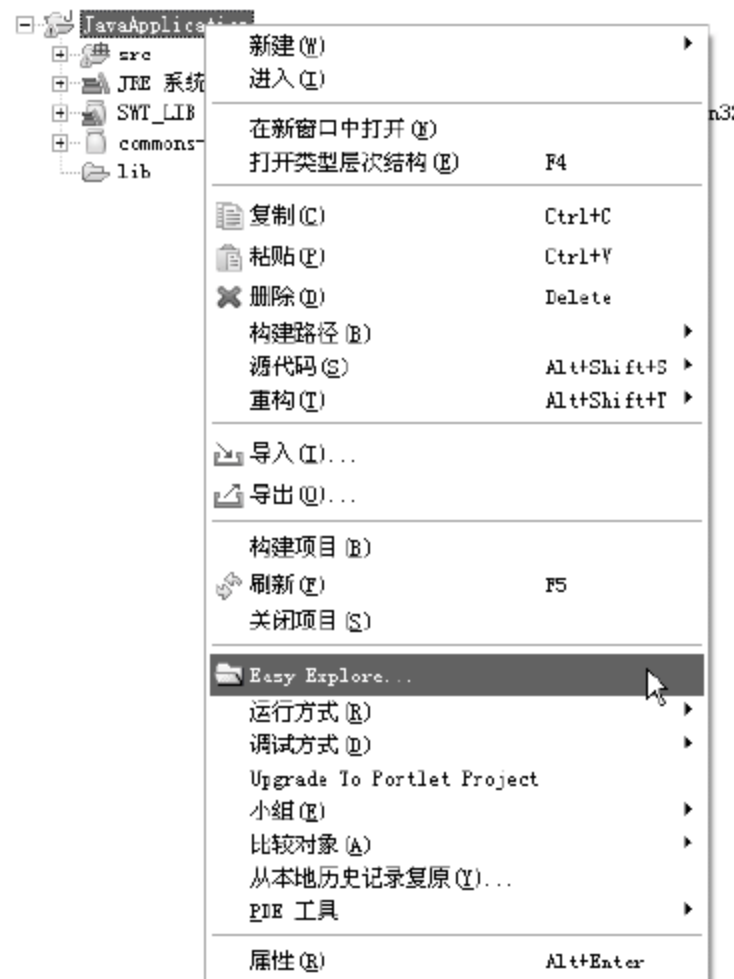 JavaApplication
src
JRE 系统
SWT_LIB
commons-
lib
n32
新建(W)
进入(I)
在新窗口中打开(N)
打开类型层次结构(E) F4
复制(C) Ctrl+C
粘贴(P) Ctrl+V
删除(D) Delete
构建路径(B)
源代码(S) Alt+Shift+S
重构(T) Alt+Shift+T
导入(I)...
导出(O)...
构建项目(B)
刷新(F) F5
关闭项目(S)
Easy Explore...
运行方式(R)
调试方式(D)
Upgrade To Portlet Project
小组(E)
比较对象(A)
从本地历史记录复原(Y)...
PDE 工具
属性(R) Alt+Enter